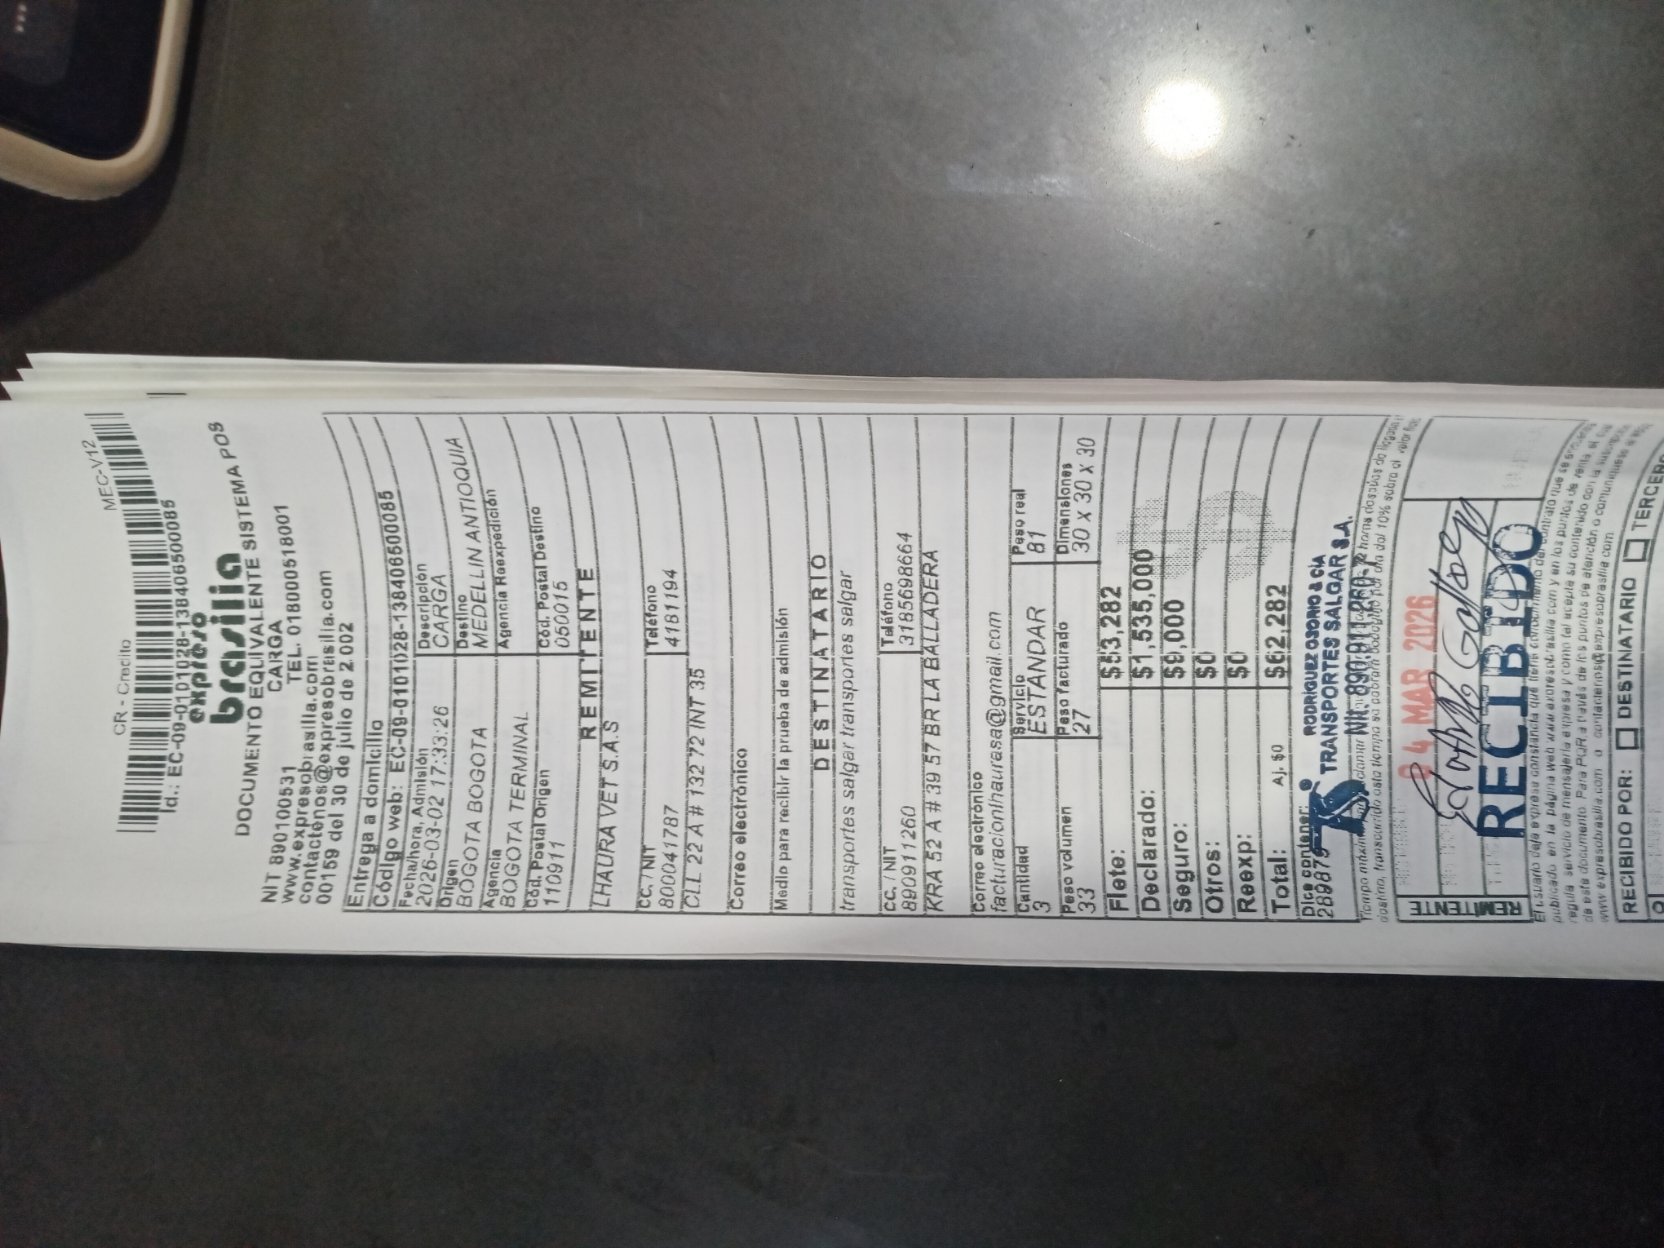 CR - Credito
MEC-V12
Id.: EC-09-0101028-138406500085
expreso
brasilia
DOCUMENTO EQUIVALENTE SISTEMA POS
CARGA
NIT 890100531 TEL. 018000518001
www.expresobrasilia.com
contactenos@expresobrasilia.com
00159 del 30 de julio de 2.002
Entrega a domicilio
Código web: EC-09-0101028-1384065000085
Fecha/hora, Admisión Descripción
2026-03-02 17:33:26 CARGA
Origen Destino
BOGOTA BOGOTA MEDELLIN ANTIOQUIA
Agencia Agencia Reexpedición
BOGOTA TERMINAL
Cód. Postal Origen Cód. Postal Destino
110911 050015
REMITENTE
LHAURA VET S.A.S
CC. / NIT Teléfono
800041787 4181194
CLL 22 A # 132 72 INT 35
Correo electrónico
Medio para recibir la prueba de admisión
DESTINATARIO
transportes salgar transportes salgar
CC. / NIT Teléfono
890911260 3185698664
KRA 52 A # 39 57 BR LA BALLADERA
Correo electrónico
facturacionlhaurasa@gmail.com
Cantidad Servicio Peso real
3 ESTANDAR 81
Peso volumen Peso facturado Dimensiones
33 27 30 x 30 x 30
Flete: $53,282
Declarado: $1,535,000
Seguro: $9,000
Otros: $0
Reexp: $0
Total: Aj. $0 $62,282
Dice contener:
RODRIGUEZ OSORIO & CIA
TRANSPORTES SALGAR S.A.
04 MAR 2026
RECIBIDO
REMITENTE
RECIBIDO POR: DESTINATARIO TERCERO